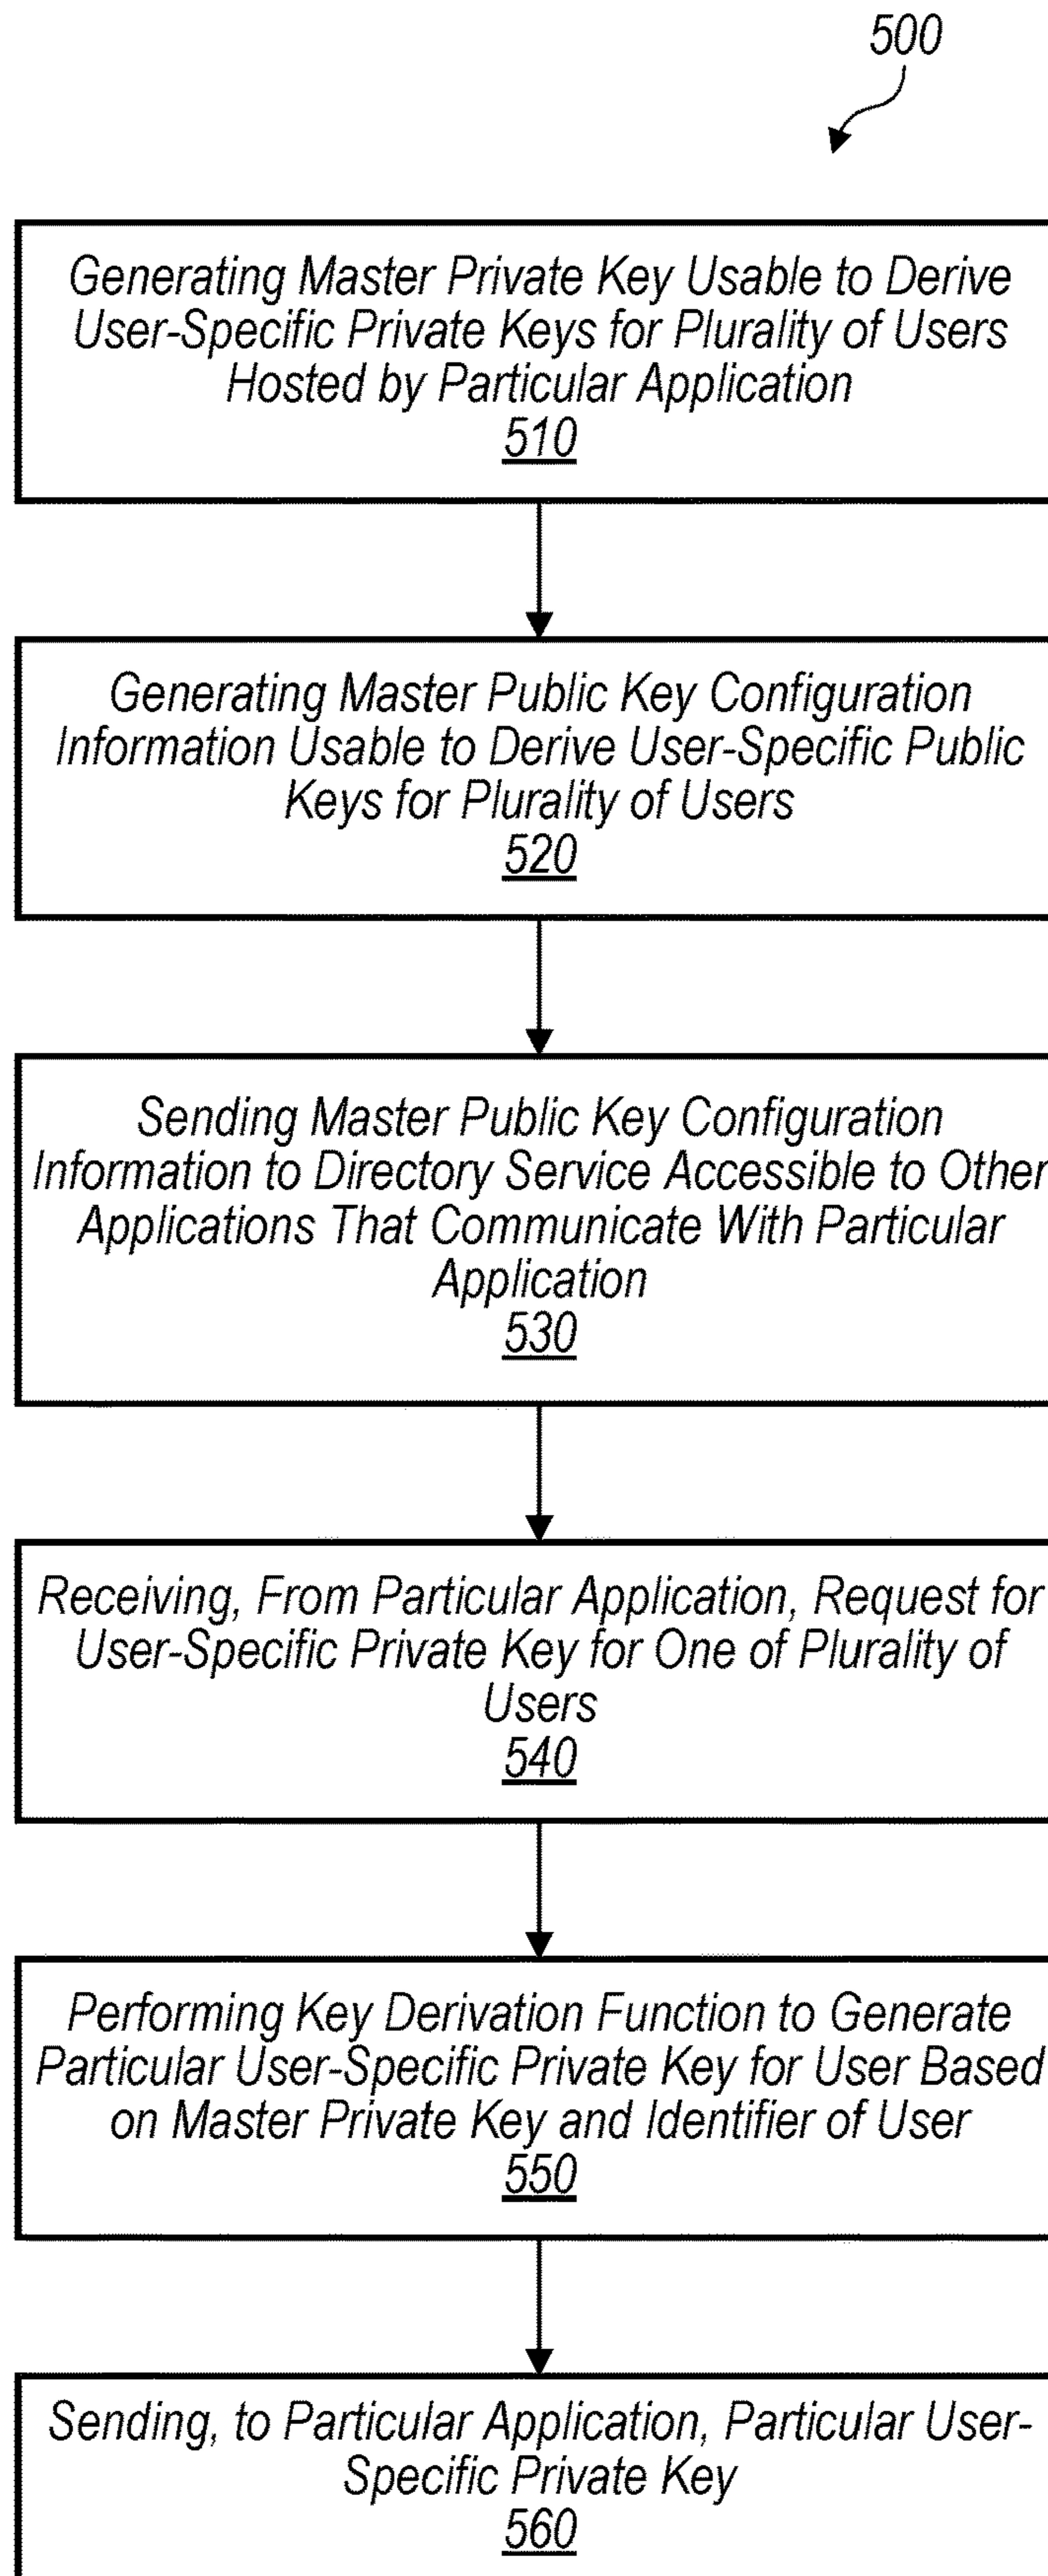 500
Generating Master Private Key Usable to Derive
User-Specific Private Keys for Plurality of Users
Hosted by Particular Application
510
Generating Master Public Key Configuration
Information Usable to Derive User-Specific Public
Keys for Plurality of Users
520
Sending Master Public Key Configuration
Information to Directory Service Accessible to Other
Applications That Communicate With Particular
Application
530
Receiving, From Particular Application, Request for
User-Specific Private Key for One of Plurality of
Users
540
Performing Key Derivation Function to Generate
Particular User-Specific Private Key for User Based
on Master Private Key and Identifier of User
550
Sending, to Particular Application, Particular User-
Specific Private Key
560